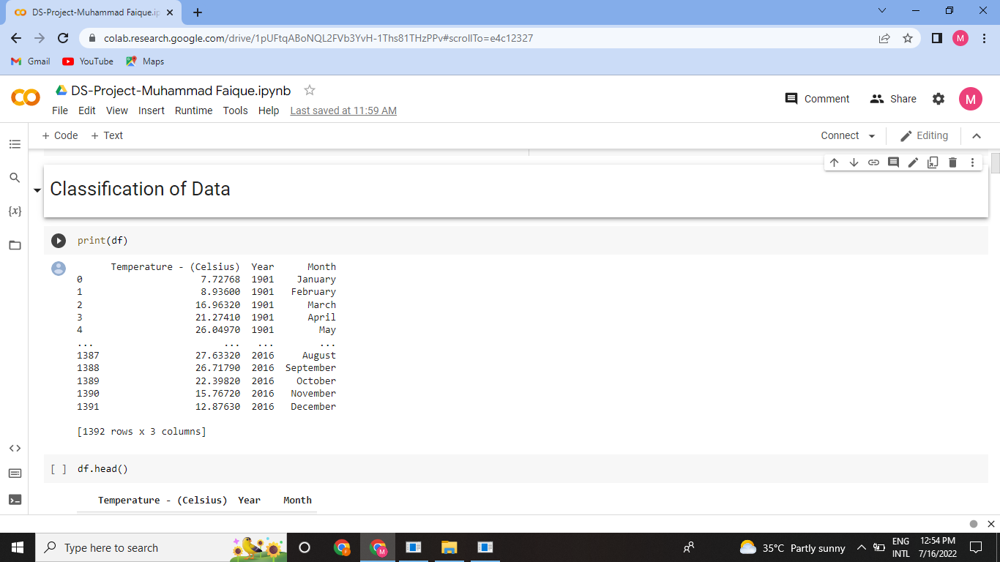 DS-Project-Muhammad Faique.ip
colab.research.google.com/drive/1pUFtqABoNQL2FVb3YvH-1Ths81THzPPv#scrollTo=e4c12327
M
Gmail YouTube Maps
DS-Project-Muhammad Faique.ipynb
Comment Share M
File Edit View Insert Runtime Tools Help Last saved at 11:59 AM
+ Code + Text Connect Editing
Classification of Data
{x}
print(df)
Temperature - (Celsius) Year Month
0 7.72768 1901 January
1 8.93600 1901 February
2 16.96320 1901 March
3 21.27410 1901 April
4 26.04970 1901 May
... ... ... ...
1387 27.63320 2016 August
1388 26.71790 2016 September
1389 22.39820 2016 October
1390 15.76720 2016 November
1391 12.87630 2016 December
[1392 rows x 3 columns]
[ ] df.head()
Temperature - (Celsius) Year Month
Type here to search
F
M
35°C Partly sunny
ENG
INTL
12:54 PM
7/16/2022